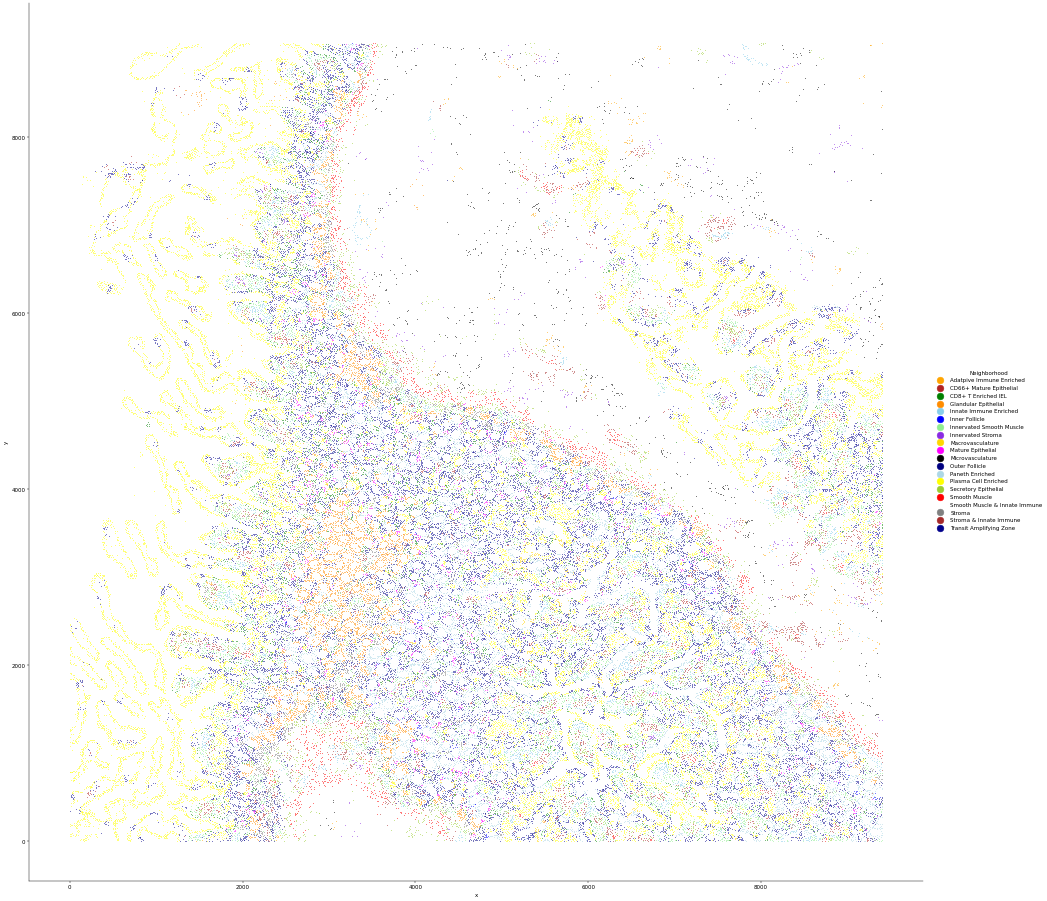 8000
6000
4000
2000
0
y
0
2000
4000
6000
8000
x
Neighborhood
Adatpive Immune Enriched
CD66+ Mature Epithelial
CD8+ T Enriched IEL
Glandular Epithelial
Innate Immune Enriched
Inner Follicle
Innervated Smooth Muscle
Innervated Stroma
Macrovasculature
Mature Epithelial
Microvasculature
Outer Follicle
Paneth Enriched
Plasma Cell Enriched
Secretory Epithelial
Smooth Muscle
Smooth Muscle & Innate Immune
Stroma
Stroma & Innate Immune
Transit Amplifying Zone